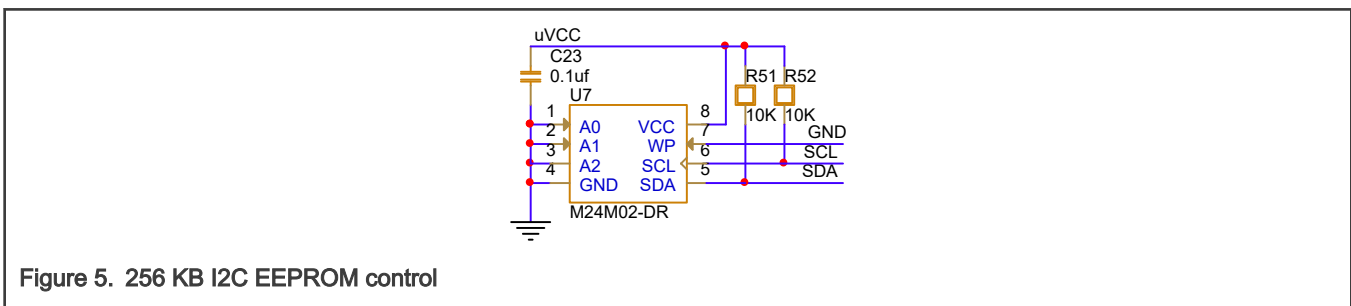 uVCC
C23
0.1uf
U7
R51 R52
10K 10K
1 A0 VCC 8
2 A1 WP 7 GND
3 A2 SCL 6 SCL
4 GND SDA 5 SDA
M24M02-DR
Figure 5. 256 KB I2C EEPROM control